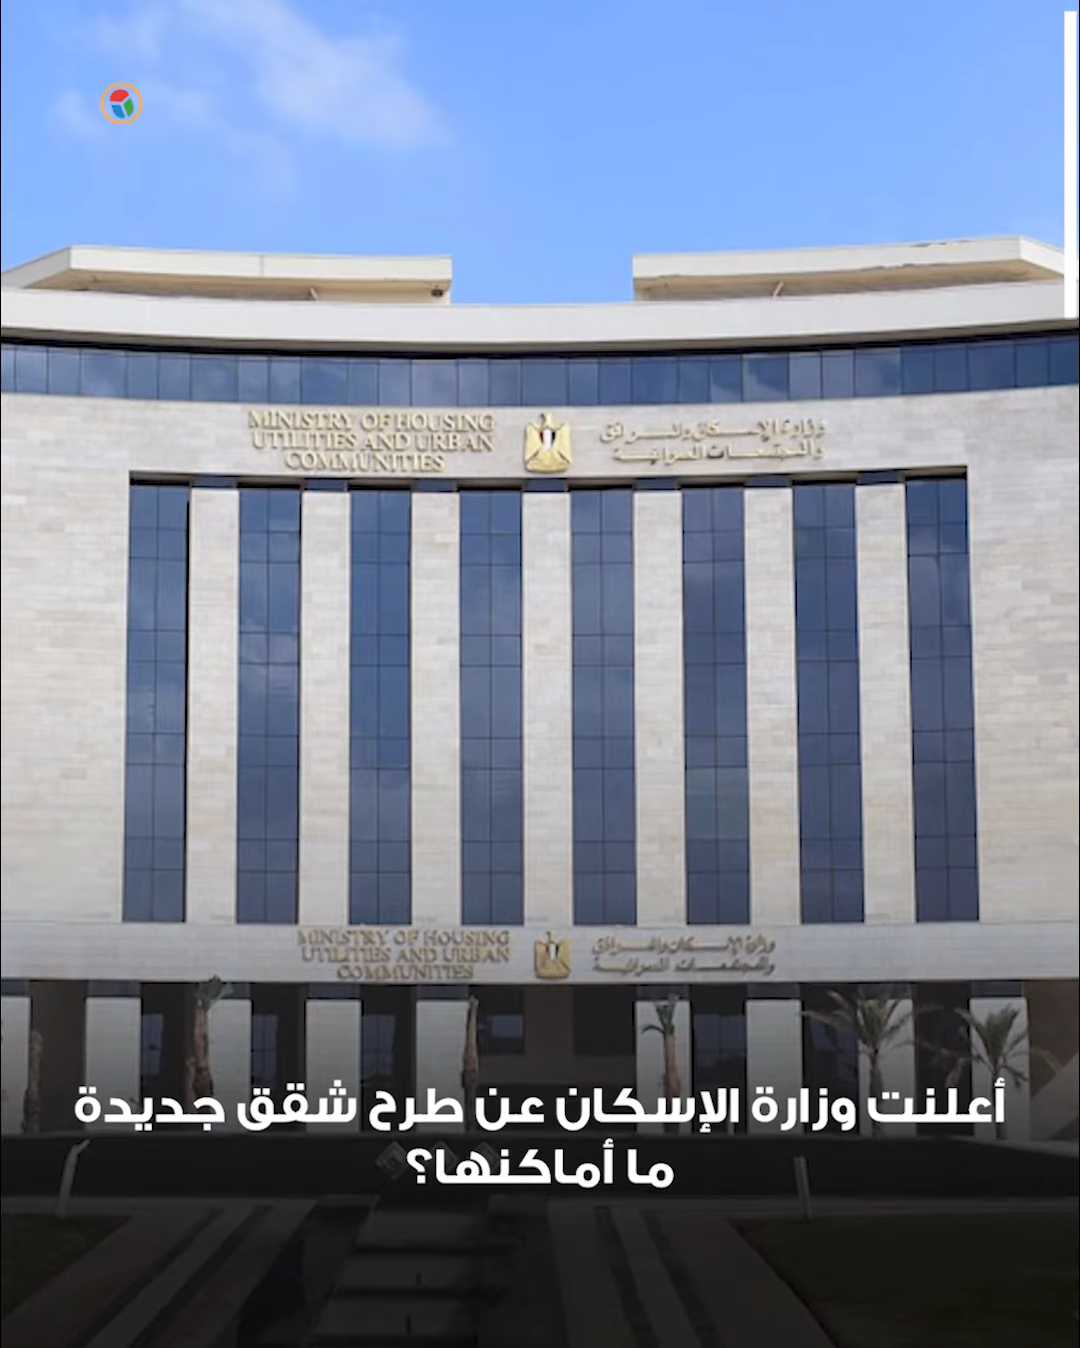 MINISTRY OF HOUSING
UTILITIES AND URBAN
COMMUNITIES
وزارة الإسكان والمرافق
والمجتمعات العمرانية
MINISTRY OF HOUSING
UTILITIES AND URBAN
COMMUNITIES
وزارة الإسكان والمرافق
والمجتمعات العمرانية
أعلنت وزارة الإسكان عن طرح شقق جديدة
ما أماكنها؟